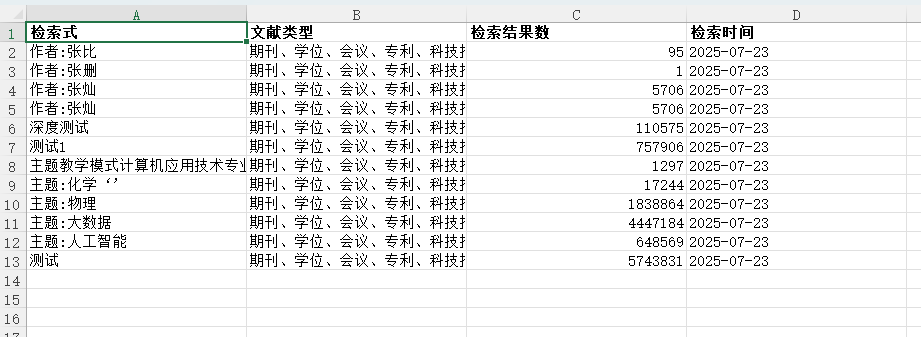 A B C D
1 检索式 文献类型 检索结果数 检索时间
2 作者:张比 期刊、学位、会议、专利、科技 95 2025-07-23
3 作者:张删 期刊、学位、会议、专利、科技 1 2025-07-23
4 作者:张灿 期刊、学位、会议、专利、科技 5706 2025-07-23
5 作者:张灿 期刊、学位、会议、专利、科技 5706 2025-07-23
6 深度测试 期刊、学位、会议、专利、科技 110575 2025-07-23
7 测试1 期刊、学位、会议、专利、科技 757906 2025-07-23
8 主题教学模式计算机应用技术专业 期刊、学位、会议、专利、科技 1297 2025-07-23
9 主题:化学‘’ 期刊、学位、会议、专利、科技 17244 2025-07-23
10 主题:物理 期刊、学位、会议、专利、科技 1838864 2025-07-23
11 主题:大数据 期刊、学位、会议、专利、科技 4447184 2025-07-23
12 主题:人工智能 期刊、学位、会议、专利、科技 648569 2025-07-23
13 测试 期刊、学位、会议、专利、科技 5743831 2025-07-23
14
15
16